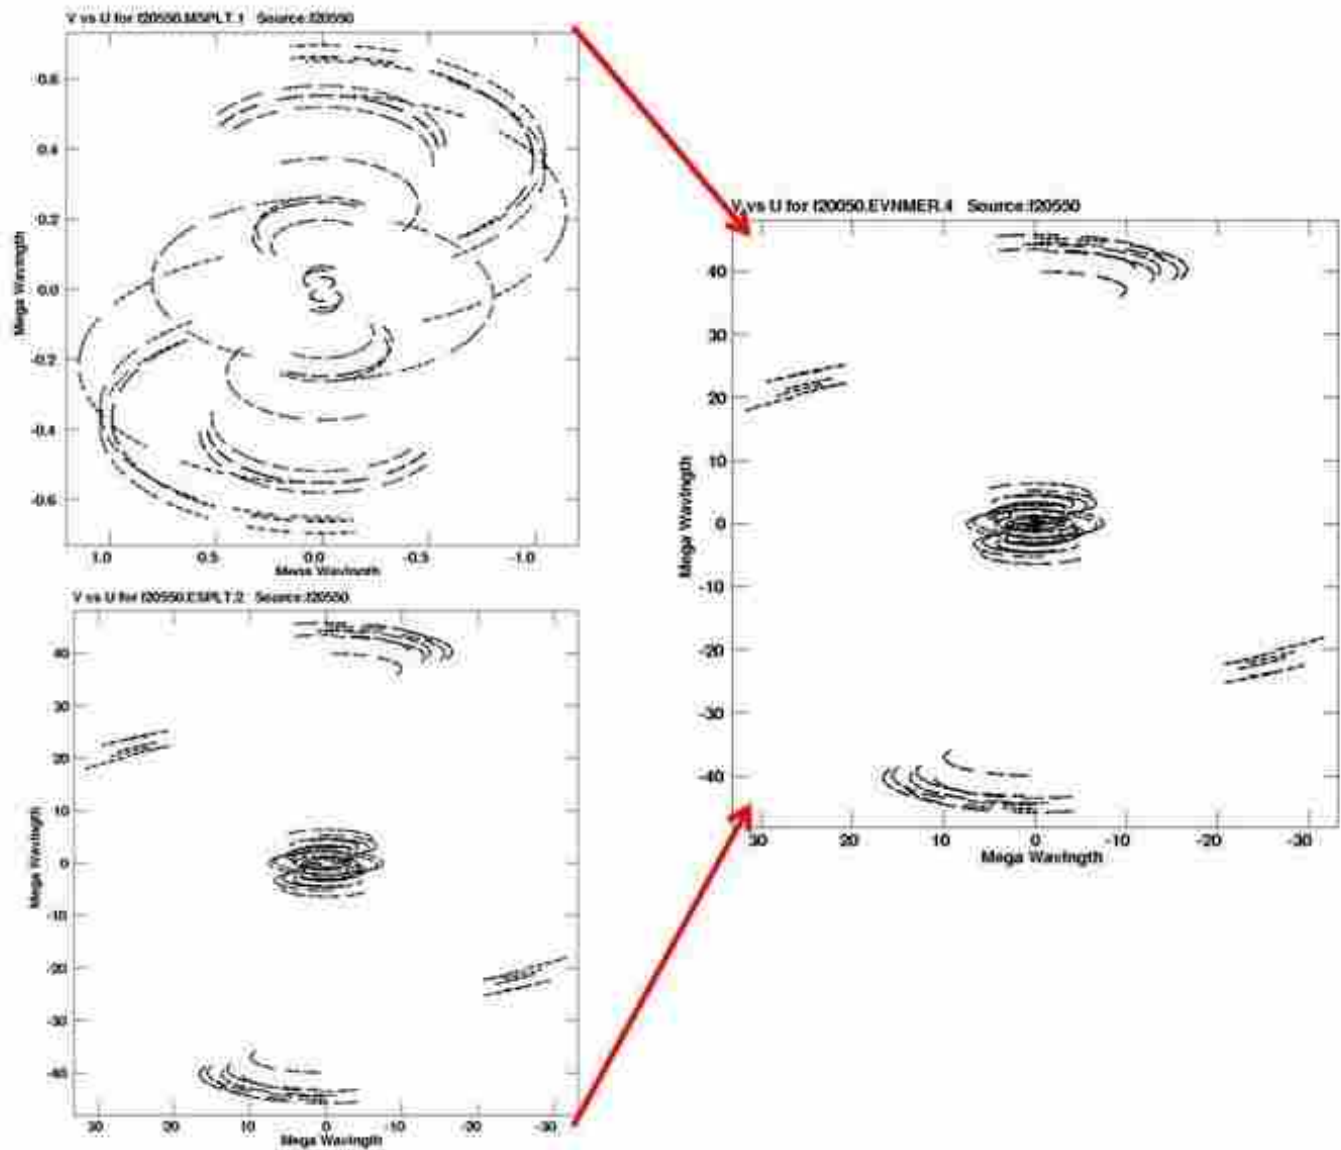 V vs U for f20550.MSPLT.1 Source:f20550
0.6
0.4
0.2
0.0
-0.2
-0.4
-0.6
Mega Wavlngth
1.0 0.5 0.0 -0.5 -1.0
Mega Wavlngth
V vs U for f20550.ESPLT.2 Source:f20550
40
30
20
10
0
-10
-20
-30
-40
Mega Wavlngth
30 20 10 0 -10 -20 -30
Mega Wavlngth
V vs U for f20050.EVNMER.4 Source:f20550
40
30
20
10
0
-10
-20
-30
-40
Mega Wavlngth
30 20 10 0 -10 -20 -30
Mega Wavlngth